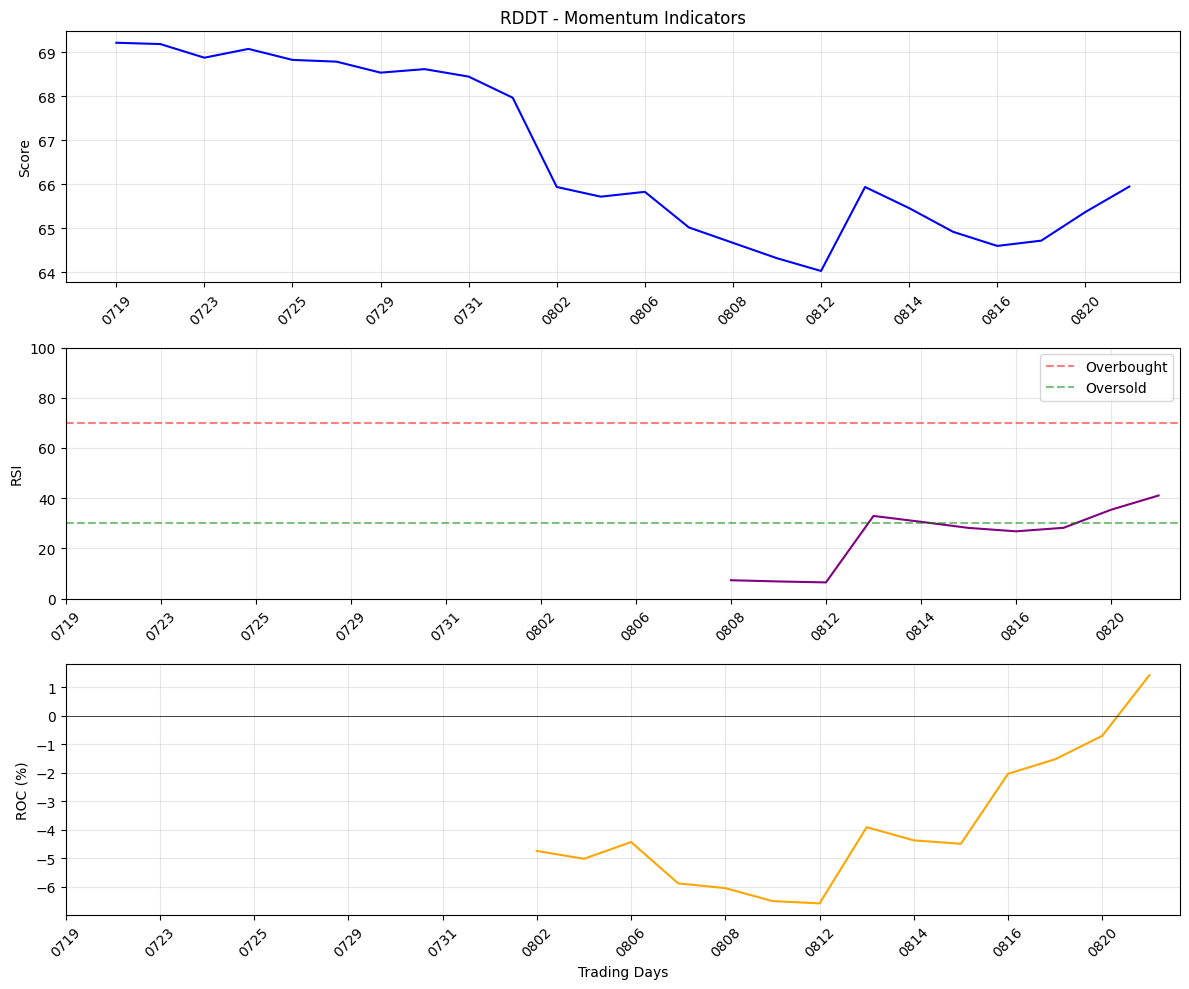 RDDT - Momentum Indicators
69
68
67
66
65
64
Score
0719 0723 0725 0729 0731 0802 0806 0808 0812 0814 0816 0820
100
80
60
40
20
0
RSI
Overbought
Oversold
0719 0723 0725 0729 0731 0802 0806 0808 0812 0814 0816 0820
1
0
−1
−2
−3
−4
−5
−6
ROC (%)
0719 0723 0725 0729 0731 0802 0806 0808 0812 0814 0816 0820
Trading Days